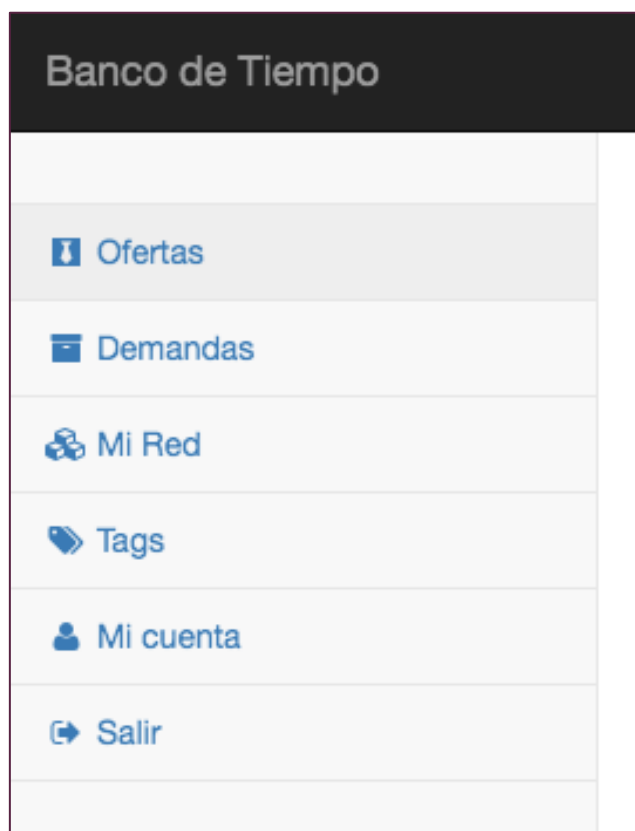 Banco de Tiempo
Ofertas
Demandas
Mi Red
Tags
Mi cuenta
Salir